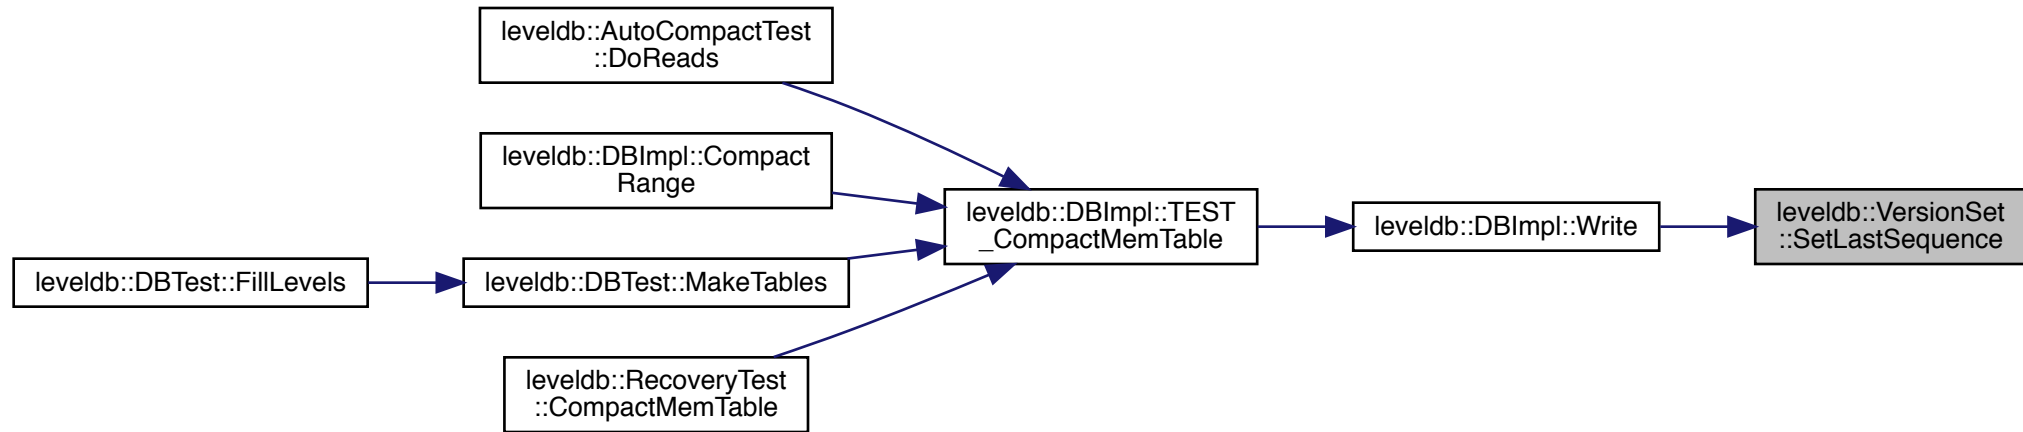 leveldb::AutoCompactTest
::DoReads
leveldb::DBImpl::Compact
Range
leveldb::DBTest::FillLevels
leveldb::DBTest::MakeTables
leveldb::RecoveryTest
::CompactMemTable
leveldb::DBImpl::TEST
_CompactMemTable
leveldb::DBImpl::Write
leveldb::VersionSet
::SetLastSequence